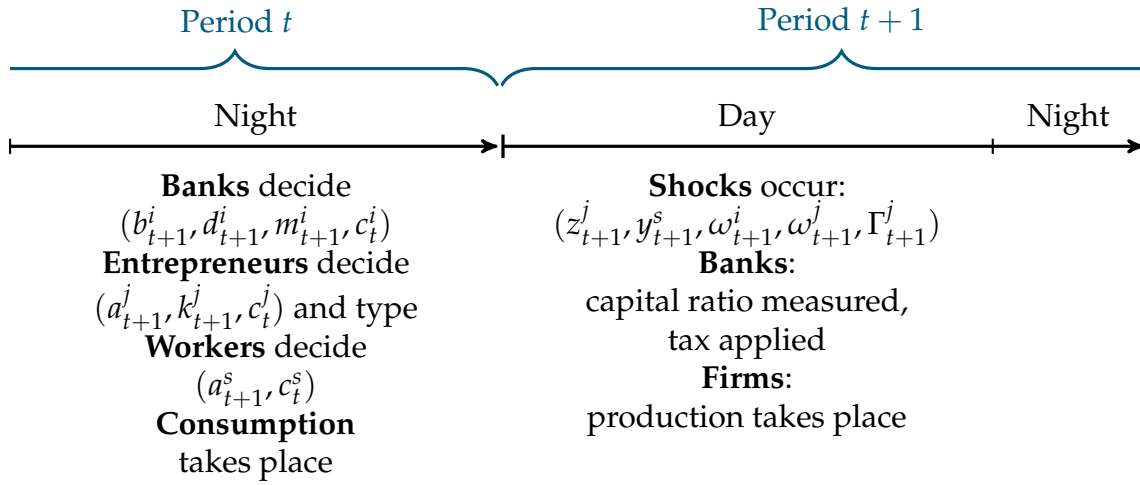 Period t
Period t + 1
Night
Day
Night
Banks decide
(b^i_{t+1}, d^i_{t+1}, m^i_{t+1}, c^i_t)
Entrepreneurs decide
(a^j_{t+1}, k^j_{t+1}, c^j_t) and type
Workers decide
(a^s_{t+1}, c^s_t)
Consumption
takes place
Shocks occur:
(z^j_{t+1}, y^s_{t+1}, ω^i_{t+1}, ω^j_{t+1}, Γ^j_{t+1})
Banks:
capital ratio measured,
tax applied
Firms:
production takes place